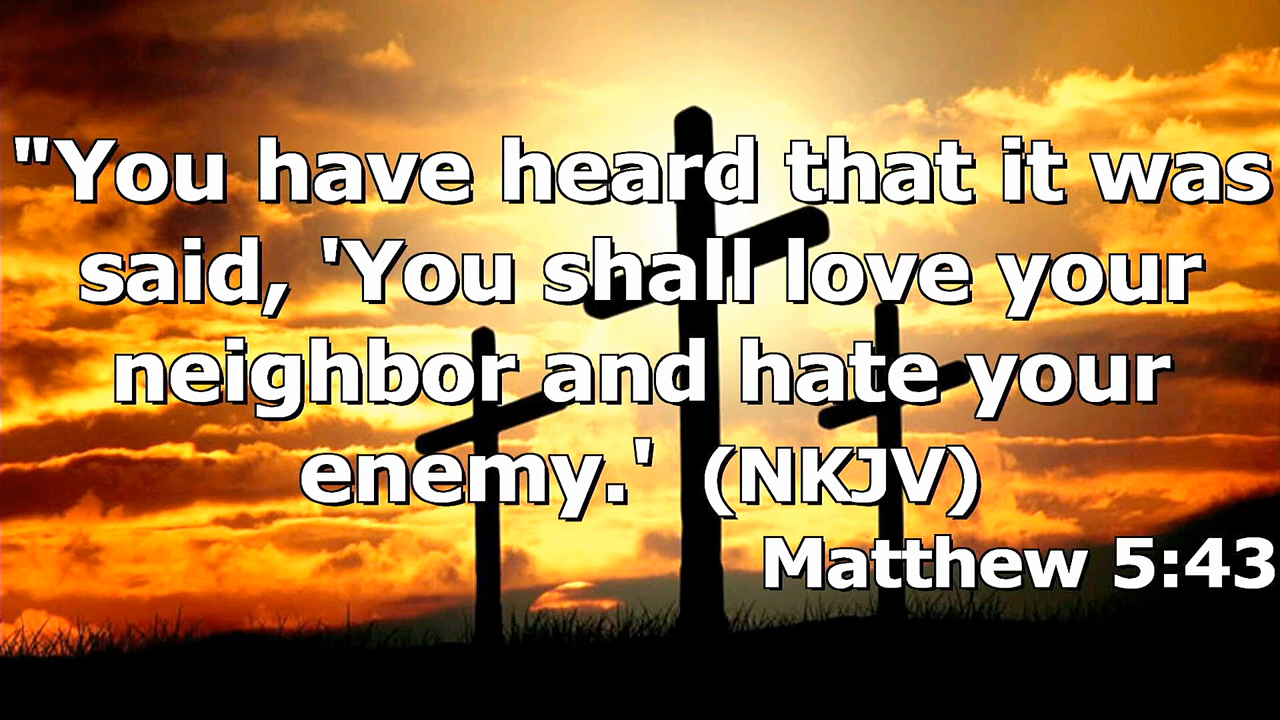 "You have heard that it was
said, 'You shall love your
neighbor and hate your
enemy.' (NKJV)
Matthew 5:43